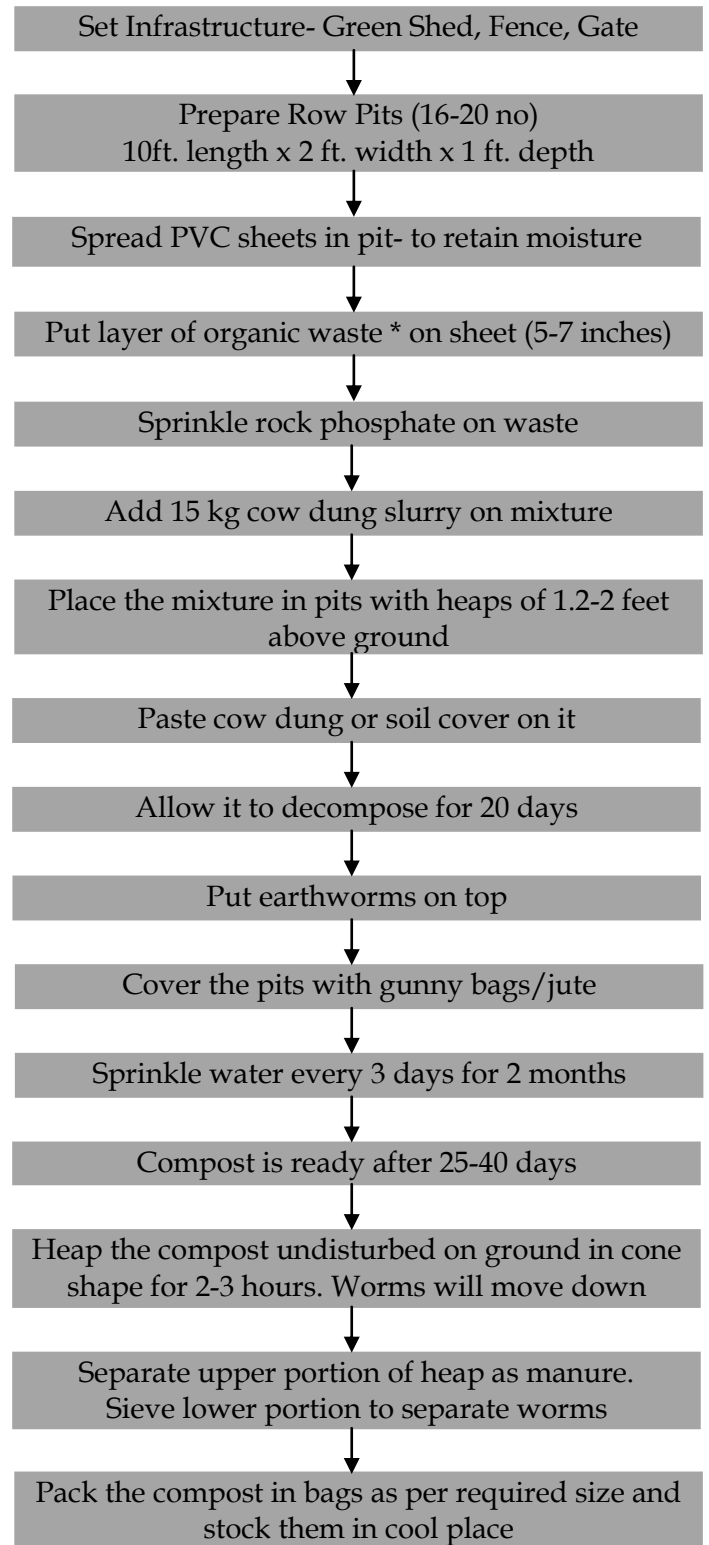 Set Infrastructure- Green Shed, Fence, Gate
Prepare Row Pits (16-20 no)
10ft. length x 2 ft. width x 1 ft. depth
Spread PVC sheets in pit- to retain moisture
Put layer of organic waste * on sheet (5-7 inches)
Sprinkle rock phosphate on waste
Add 15 kg cow dung slurry on mixture
Place the mixture in pits with heaps of 1.2-2 feet
above ground
Paste cow dung or soil cover on it
Allow it to decompose for 20 days
Put earthworms on top
Cover the pits with gunny bags/jute
Sprinkle water every 3 days for 2 months
Compost is ready after 25-40 days
Heap the compost undisturbed on ground in cone
shape for 2-3 hours. Worms will move down
Separate upper portion of heap as manure.
Sieve lower portion to separate worms
Pack the compost in bags as per required size and
stock them in cool place